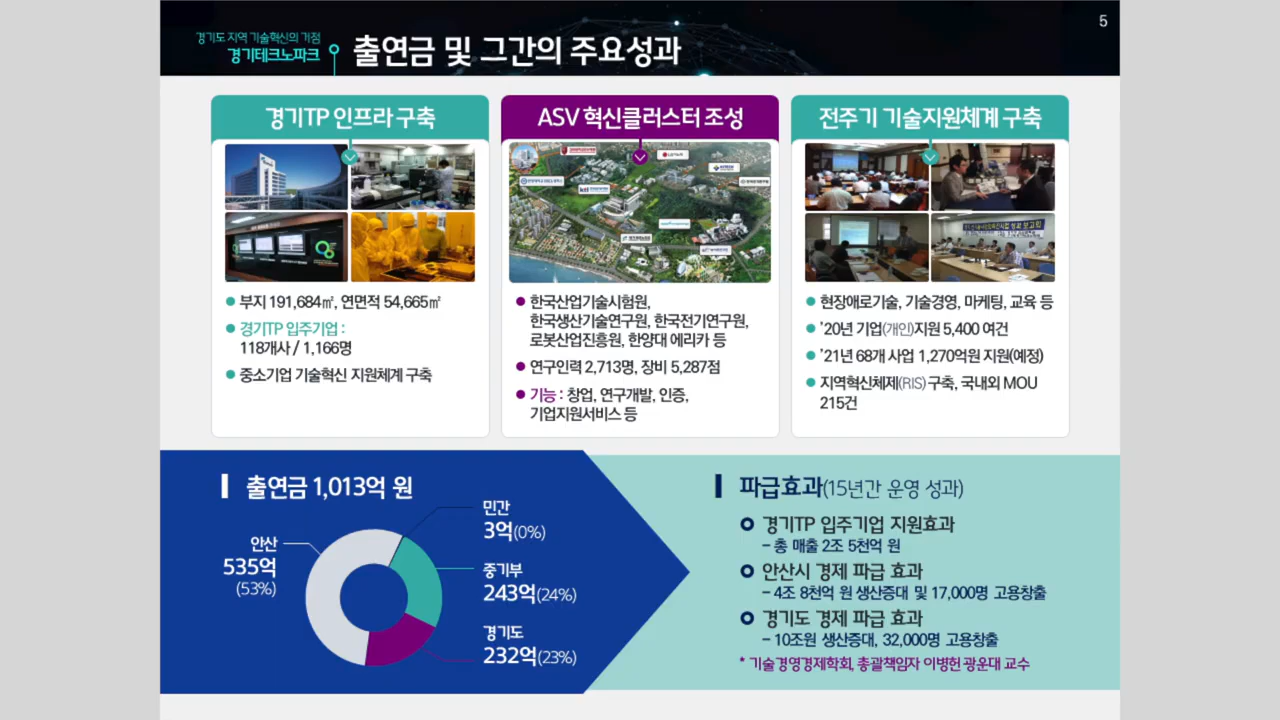 5
경기도 지역 기술혁신의 거점
경기테크노파크
출연금 및 그간의 주요성과
경기TP 인프라 구축
부지 191,684㎡, 연면적 54,665㎡
경기TP 입주기업 :
118개사 / 1,166명
중소기업 기술혁신 지원체계 구축
ASV 혁신클러스터 조성
한국산업기술시험원,
한국생산기술연구원, 한국전기연구원,
로봇산업진흥원, 한양대 에리카 등
연구인력 2,713명, 장비 5,287점
기능 : 창업, 연구개발, 인증,
기업지원서비스 등
전주기 기술지원체계 구축
현장애로기술, 기술경영, 마케팅, 교육 등
'20년 기업(개인)지원 5,400 여건
'21년 68개 사업 1,270억원 지원(예정)
지역혁신체제(RIS) 구축, 국내외 MOU
215건
출연금 1,013억 원
안산
535억
(53%)
민간
3억(0%)
중기부
243억(24%)
경기도
232억(23%)
파급효과(15년간 운영 성과)
경기TP 입주기업 지원효과
– 총 매출 2조 5천억 원
안산시 경제 파급 효과
– 4조 8천억 원 생산증대 및 17,000명 고용창출
경기도 경제 파급 효과
– 10조원 생산증대, 32,000명 고용창출
* 기술경영경제학회, 총괄책임자 이병헌 광운대 교수